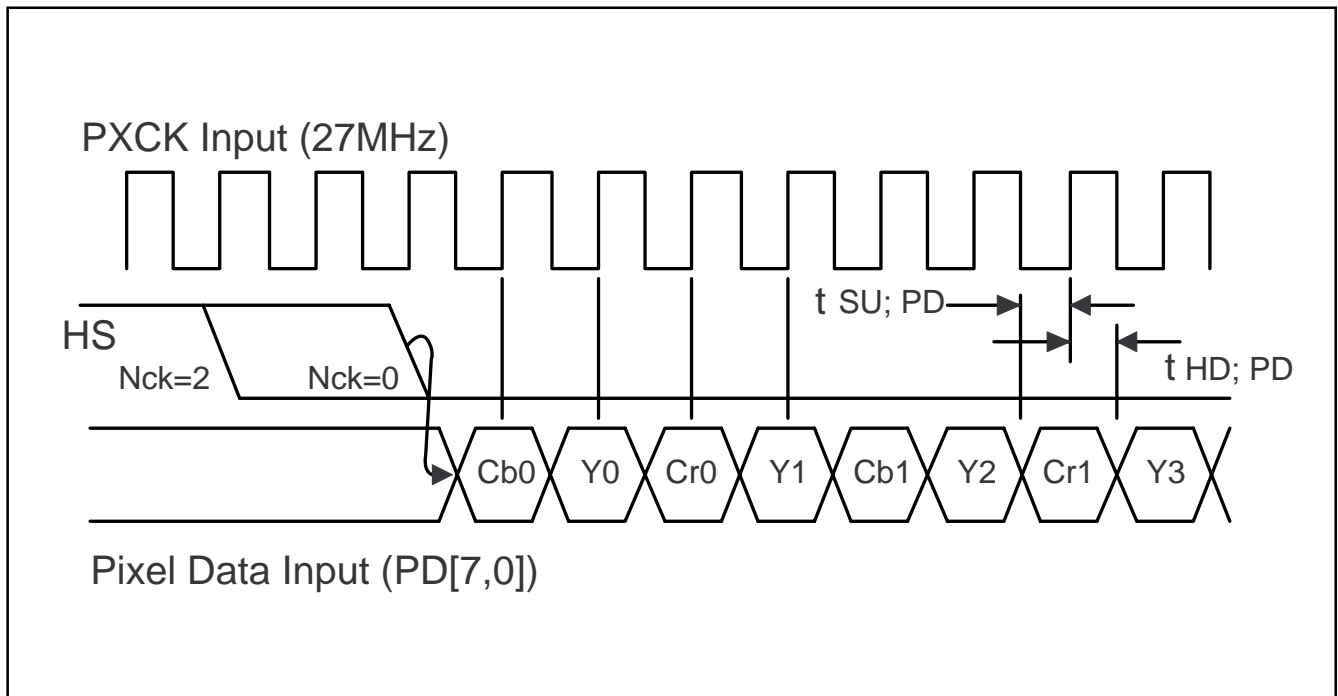 PXCK Input (27MHz)
t SU; PD
HS
Nck=2
Nck=0
t HD; PD
Cb0 Y0 Cr0 Y1 Cb1 Y2 Cr1 Y3
Pixel Data Input (PD[7,0])